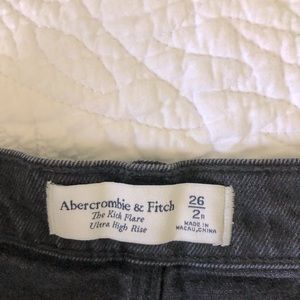 Abercrombie & Fitch
The Kick Flare
Ultra High Rise
26
2R
MADE IN
MACAU, CHINA